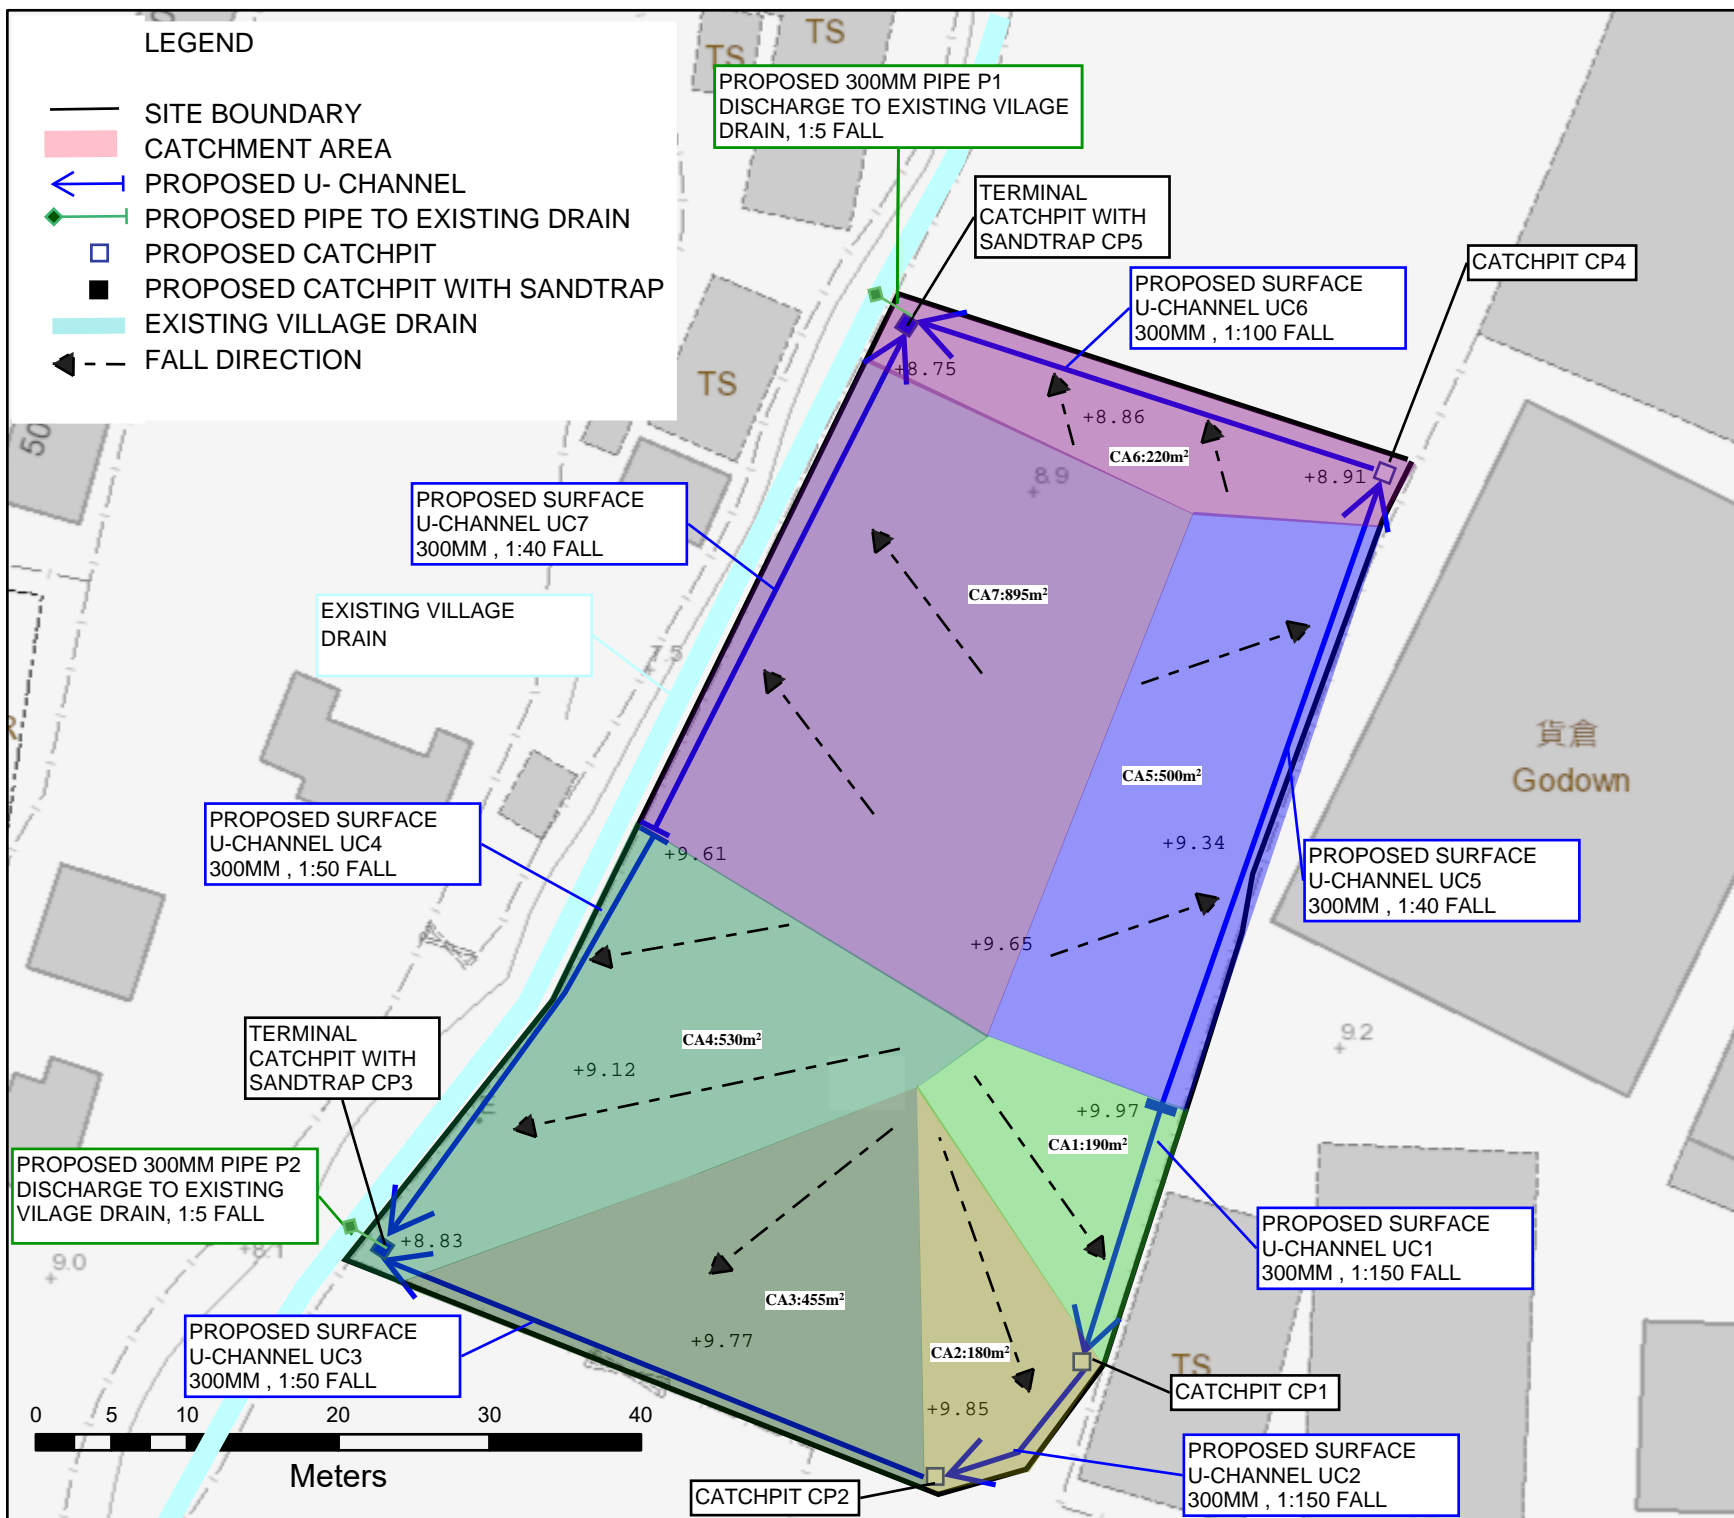 LEGEND
SITE BOUNDARY
CATCHMENT AREA
PROPOSED U- CHANNEL
PROPOSED PIPE TO EXISTING DRAIN
PROPOSED CATCHPIT
PROPOSED CATCHPIT WITH SANDTRAP
EXISTING VILLAGE DRAIN
FALL DIRECTION
TS
TS
PROPOSED 300MM PIPE P1
DISCHARGE TO EXISTING VILAGE
DRAIN, 1:5 FALL
TERMINAL
CATCHPIT WITH
SANDTRAP CP5
CATCHPIT CP4
PROPOSED SURFACE
U-CHANNEL UC6
300MM , 1:100 FALL
TS
50
+8.75
+8.86
CA6:220m²
+8.91
8.9
PROPOSED SURFACE
U-CHANNEL UC7
300MM , 1:40 FALL
CA7:895m²
EXISTING VILLAGE
DRAIN
7.5
貨倉
Godown
CA5:500m²
PROPOSED SURFACE
U-CHANNEL UC4
300MM , 1:50 FALL
+9.61
+9.34
PROPOSED SURFACE
U-CHANNEL UC5
300MM , 1:40 FALL
+9.65
TERMINAL
CATCHPIT WITH
SANDTRAP CP3
CA4:530m²
9.2
+9.12
+9.97
CA1:190m²
PROPOSED 300MM PIPE P2
DISCHARGE TO EXISTING
VILAGE DRAIN, 1:5 FALL
+8.83
+8.1
9.0
PROPOSED SURFACE
U-CHANNEL UC1
300MM , 1:150 FALL
CA3:455m²
PROPOSED SURFACE
U-CHANNEL UC3
300MM , 1:50 FALL
+9.77
CA2:180m²
TS
CATCHPIT CP1
+9.85
0 5 10 20 30 40
Meters
CATCHPIT CP2
PROPOSED SURFACE
U-CHANNEL UC2
300MM , 1:150 FALL